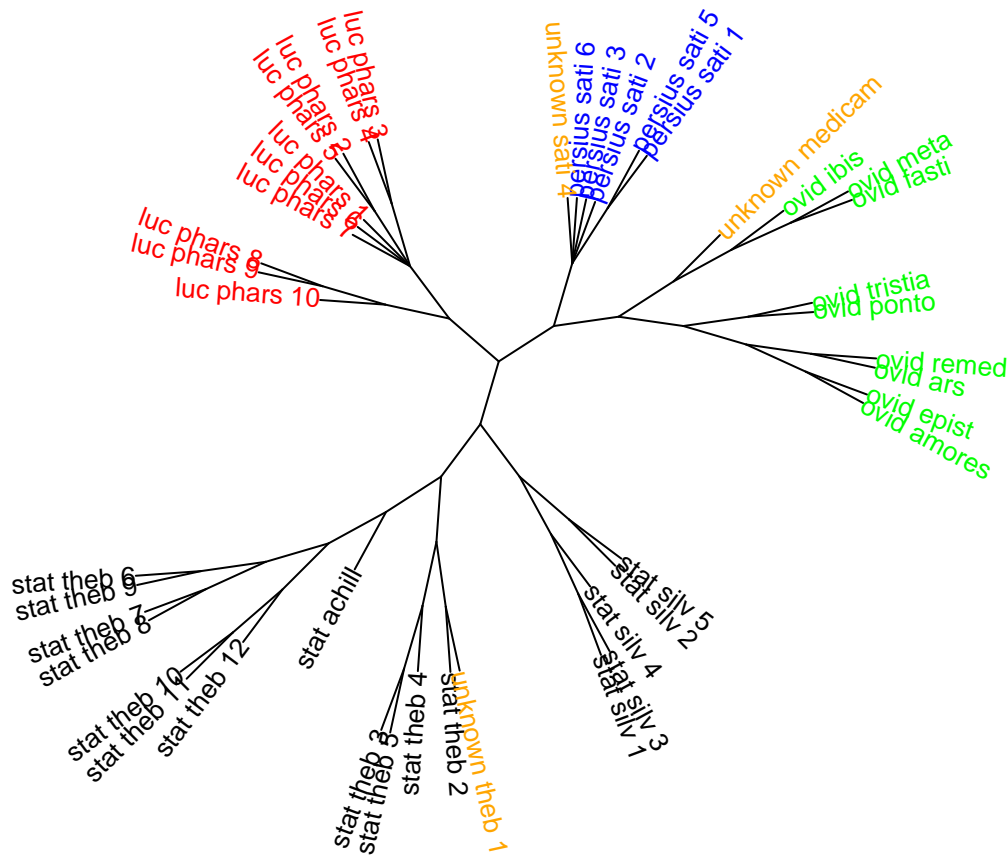 luc phars 3
luc phars 4
luc phars 2
luc phars 5
luc phars 1
luc phars 6
luc phars 7
luc phars 8
luc phars 9
luc phars 10
unknown sati 4
persius sati 6
persius sati 3
persius sati 2
persius sati 5
persius sati 1
unknown medicam
ovid ibis
ovid meta
ovid fasti
ovid tristia
ovid ponto
ovid remed
ovid ars
ovid epist
ovid amores
stat silv 5
stat silv 2
stat silv 4
stat silv 3
stat silv 1
unknown theb 1
stat theb 2
stat theb 4
stat theb 5
stat theb 3
stat achill
stat theb 12
stat theb 11
stat theb 10
stat theb 8
stat theb 7
stat theb 9
stat theb 6